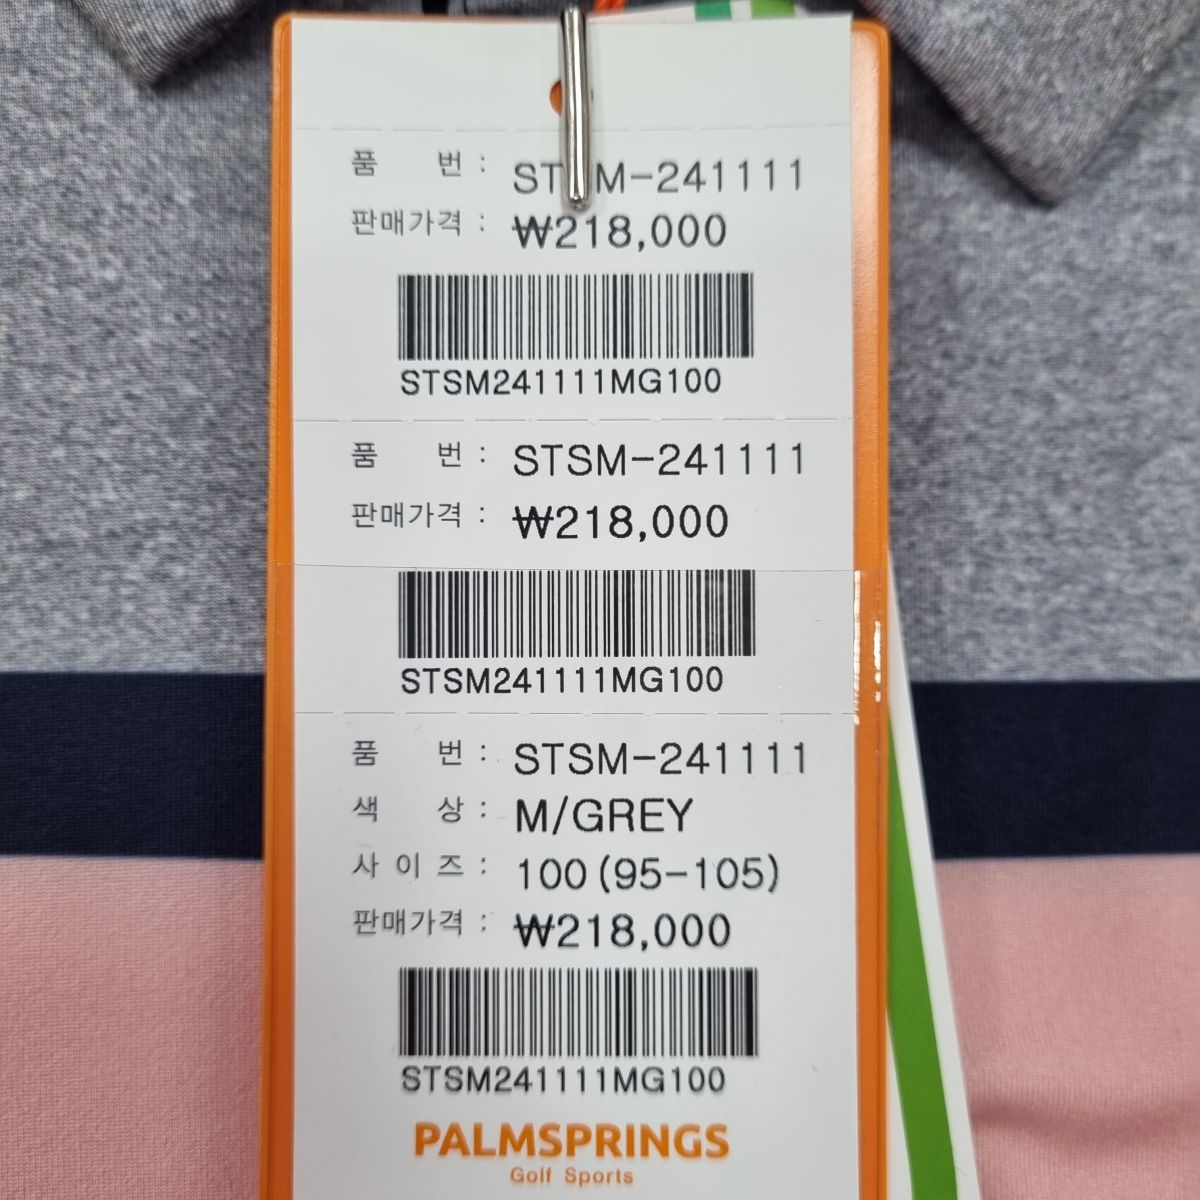 품 번 : STSM-241111
판매가격 : ₩218,000
STSM241111MG100
품 번 : STSM-241111
판매가격 : ₩218,000
STSM241111MG100
품 번 : STSM-241111
색 상 : M/GREY
사 이 즈 : 100(95-105)
판매가격 : ₩218,000
STSM241111MG100
PALMSPRINGS
Golf Sports